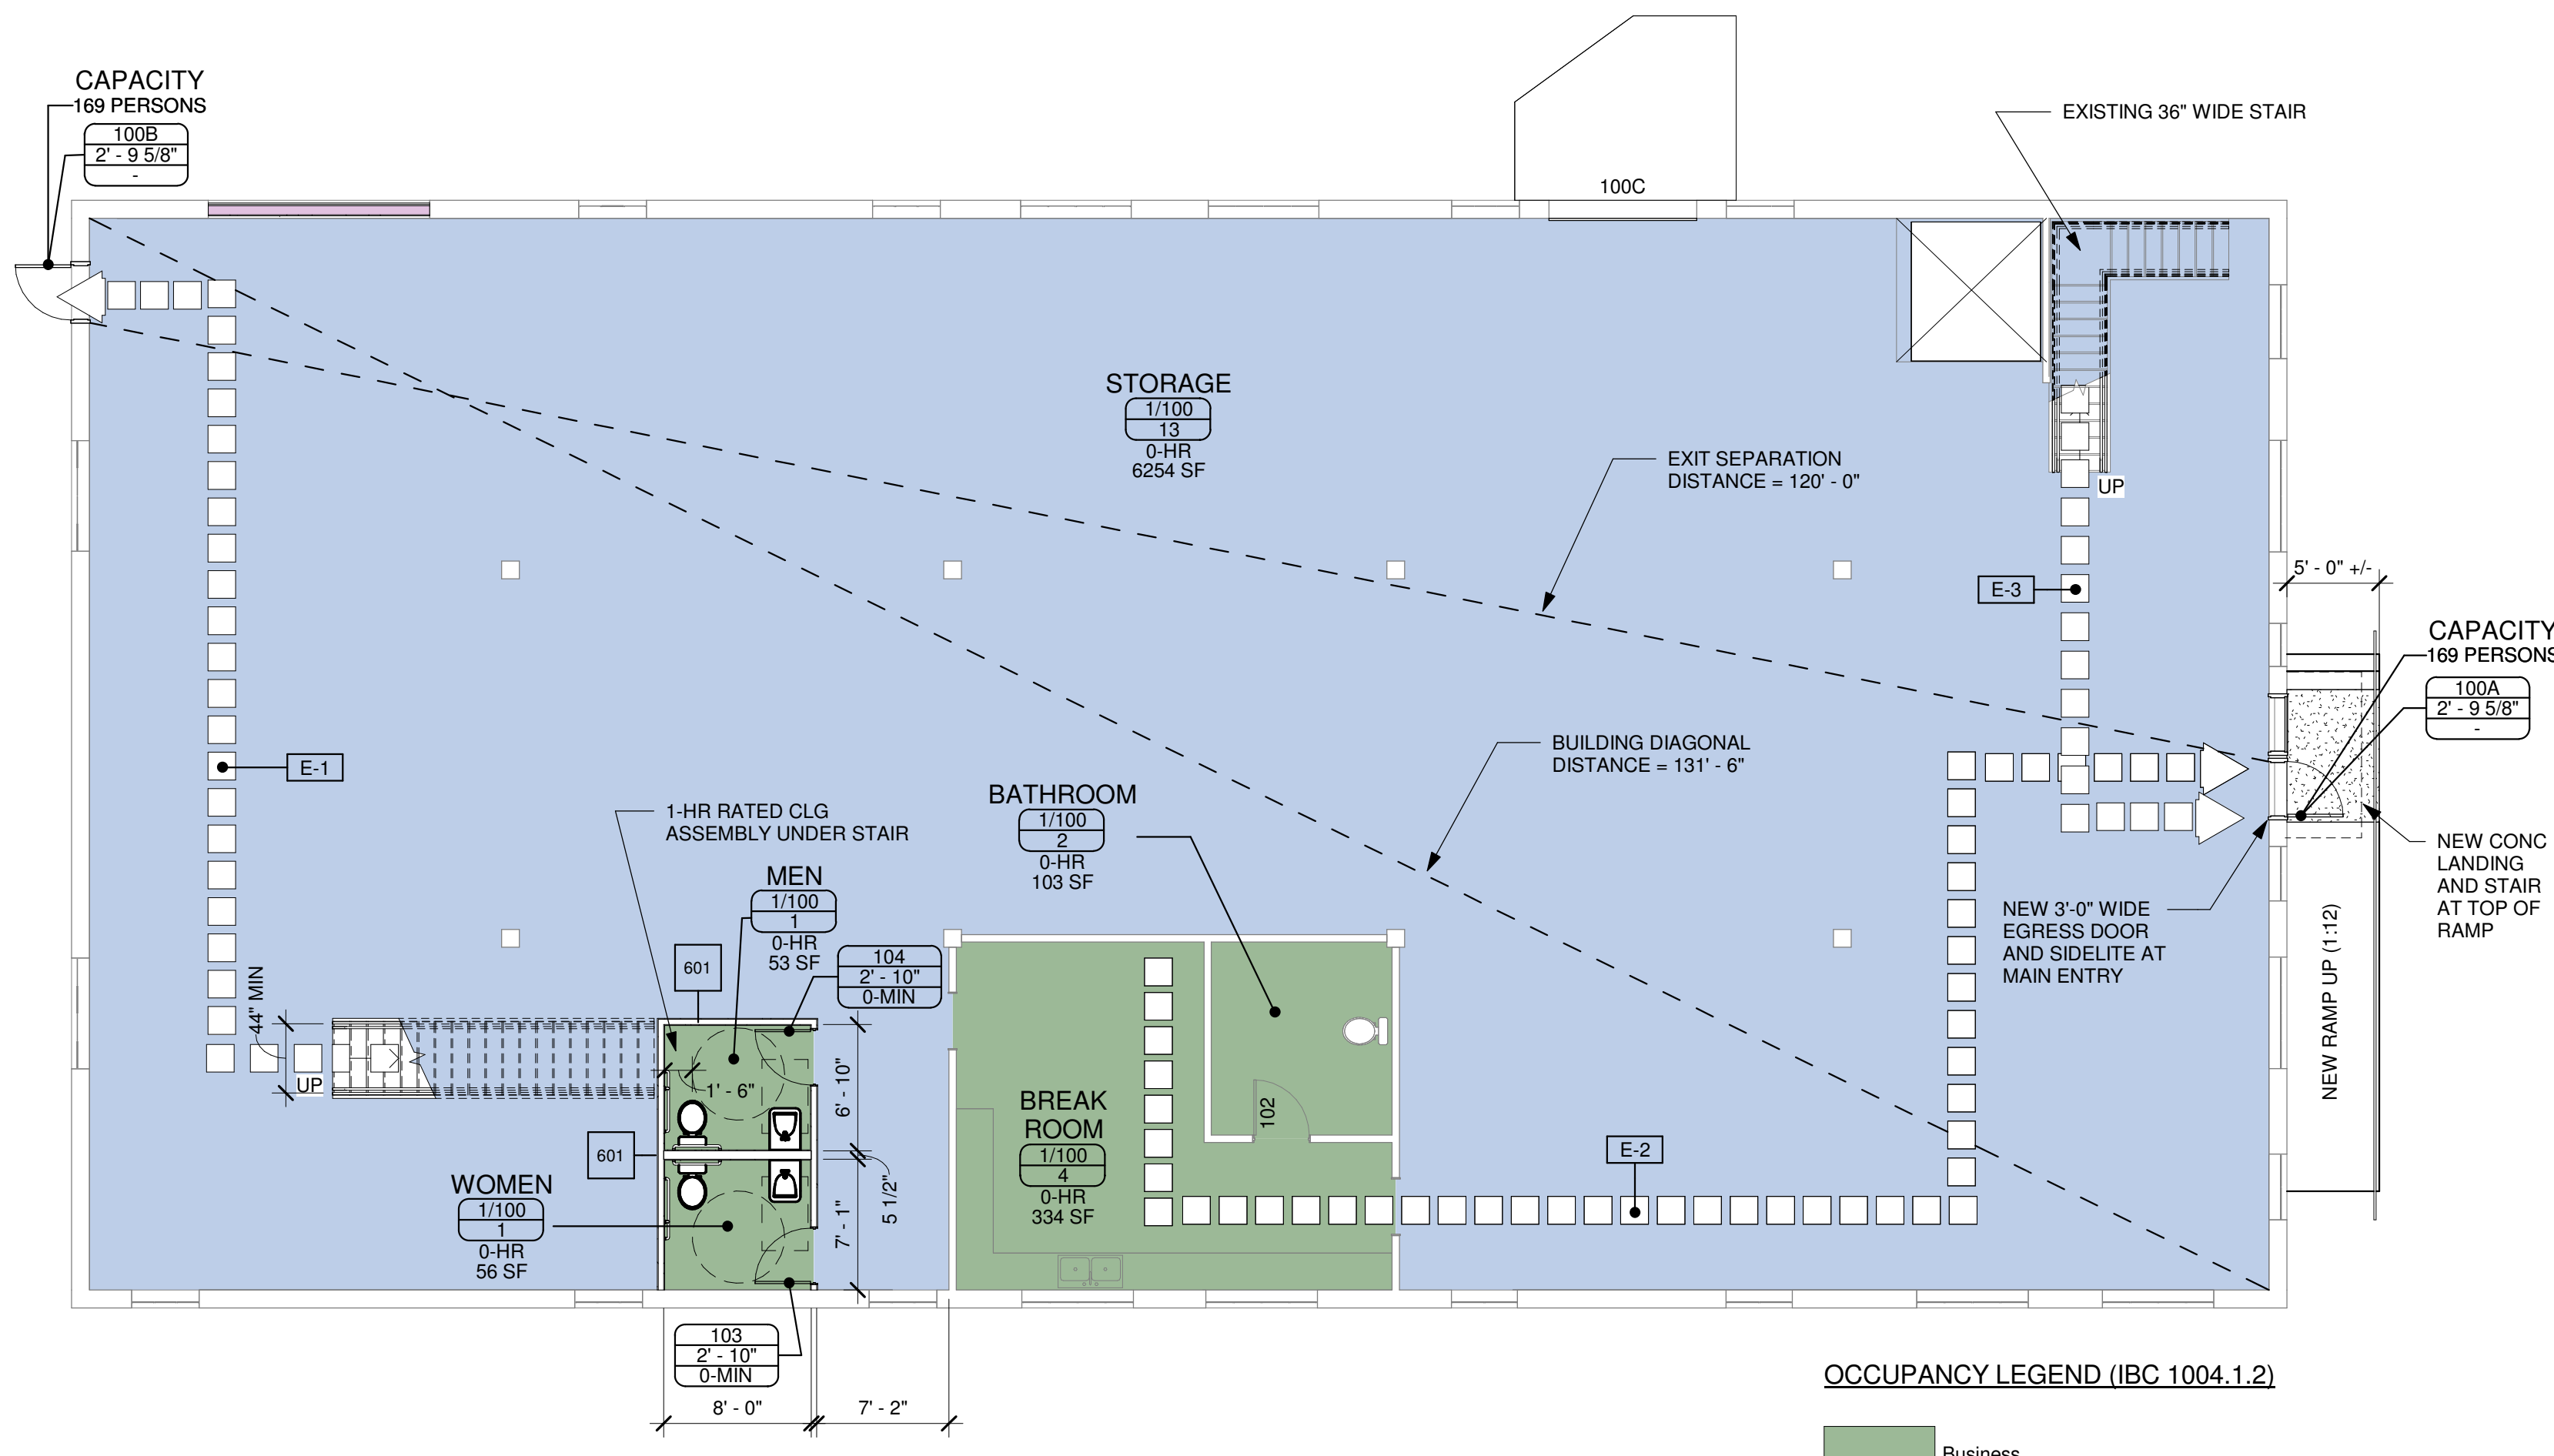 CAPACITY
169 PERSONS
100B
2' - 9 5/8"
-
100C
EXISTING 36" WIDE STAIR
STORAGE
1/100
13
0-HR
6254 SF
EXIT SEPARATION
DISTANCE = 120' - 0"
UP
E-3
5' - 0" +/-
CAPACITY
169 PERSONS
100A
2' - 9 5/8"
-
E-1
BUILDING DIAGONAL
DISTANCE = 131' - 6"
1-HR RATED CLG
ASSEMBLY UNDER STAIR
BATHROOM
1/100
2
0-HR
103 SF
MEN
1/100
1
0-HR
53 SF
104
2' - 10"
0-MIN
601
NEW CONC
LANDING
AND STAIR
AT TOP OF
RAMP
NEW 3'-0" WIDE
EGRESS DOOR
AND SIDELITE AT
MAIN ENTRY
NEW RAMP UP (1:12)
44" MIN
UP
1' - 6"
6' - 10"
BREAK
ROOM
1/100
4
0-HR
334 SF
102
E-2
601
WOMEN
1/100
1
0-HR
56 SF
7' - 1"
5 1/2"
103
2' - 10"
0-MIN
8' - 0"
7' - 2"
OCCUPANCY LEGEND (IBC 1004.1.2)
Business